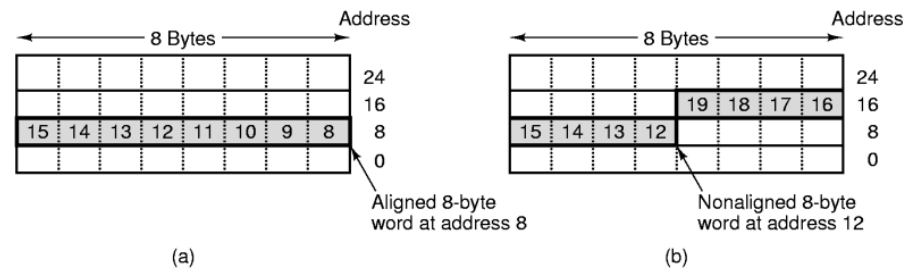 Address
8 Bytes
24
16
15 14 13 12 11 10 9 8 8
0
Aligned 8-byte
word at address 8
(a)
Address
8 Bytes
24
19 18 17 16 16
15 14 13 12 8
0
Nonaligned 8-byte
word at address 12
(b)